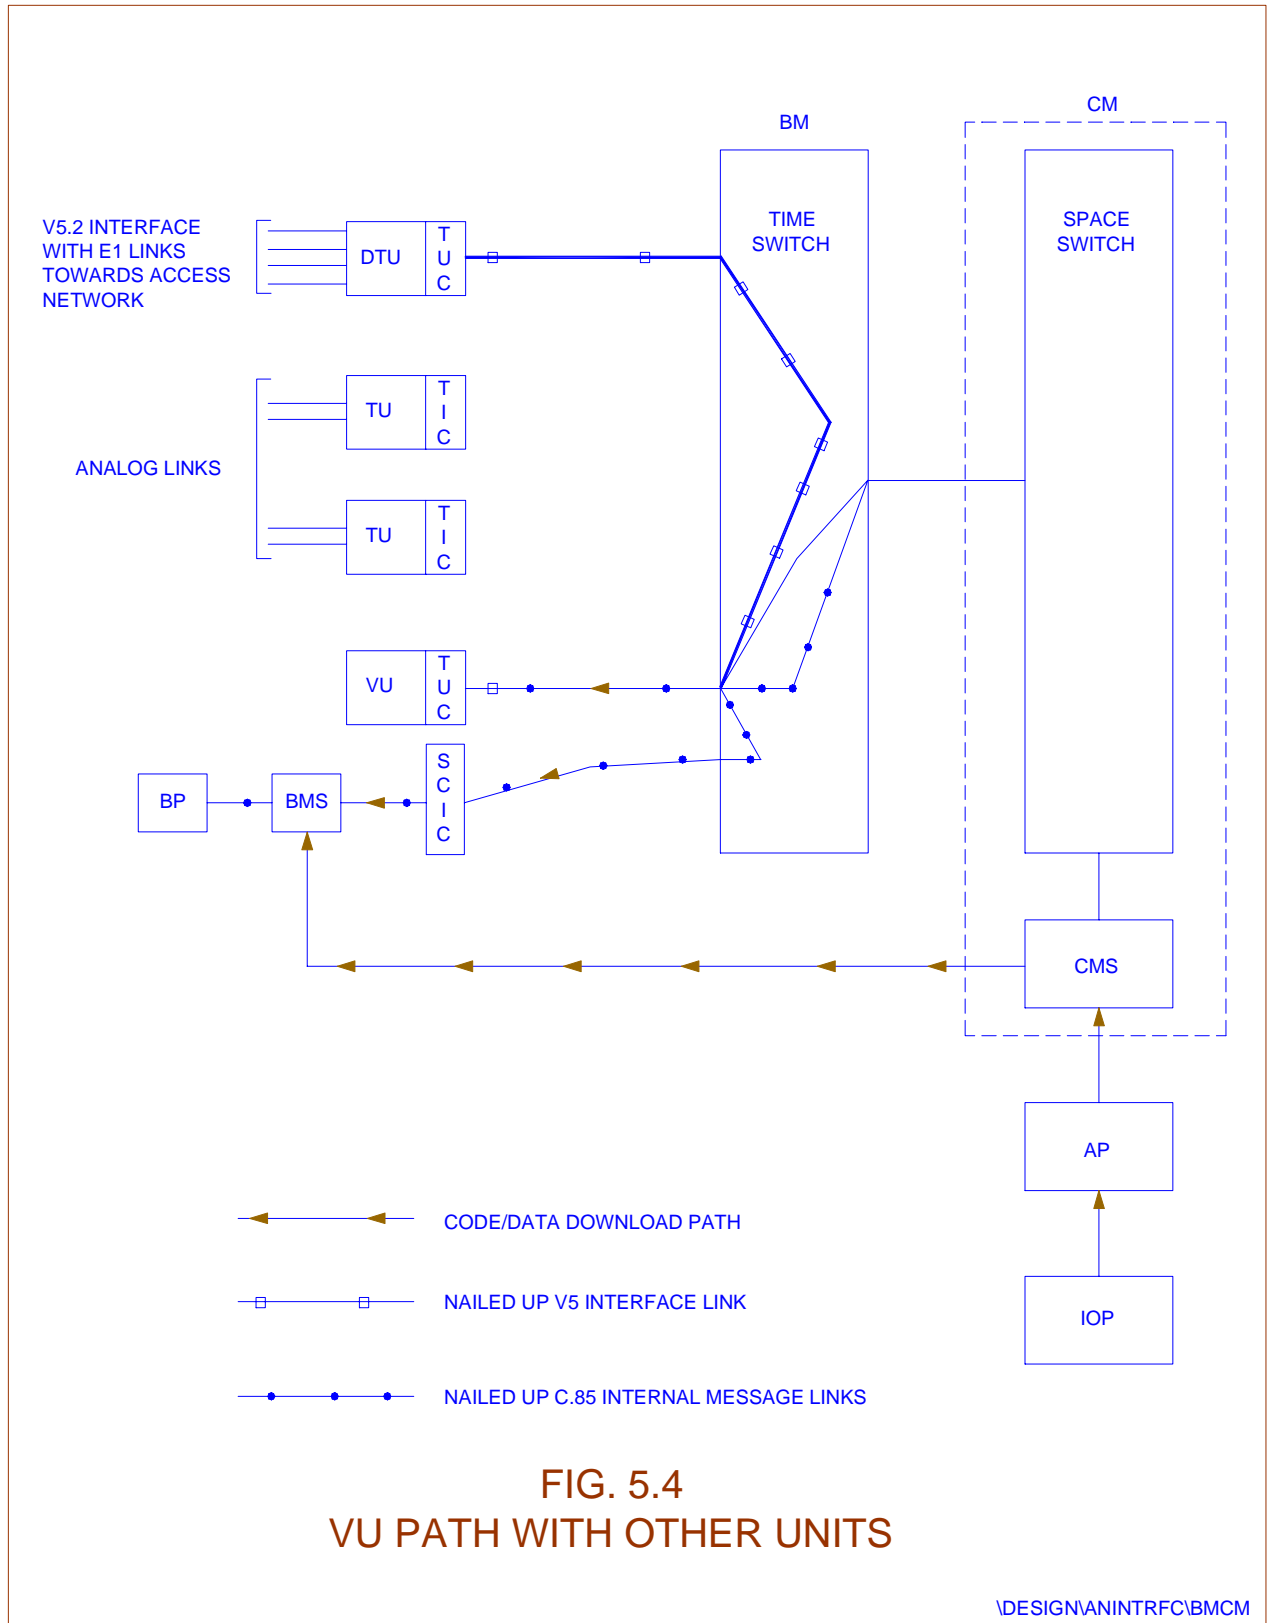 CM
BM
V5.2 INTERFACE
WITH E1 LINKS
TOWARDS ACCESS
NETWORK
DTU
T
U
C
TIME
SWITCH
SPACE
SWITCH
TU
T
I
C
ANALOG LINKS
TU
T
I
C
VU
T
U
C
S
C
I
C
BP
BMS
CMS
AP
CODE/DATA DOWNLOAD PATH
NAILED UP V5 INTERFACE LINK
IOP
NAILED UP C.85 INTERNAL MESSAGE LINKS
FIG. 5.4
VU PATH WITH OTHER UNITS
\DESIGN\ANINTRFC\BMCM